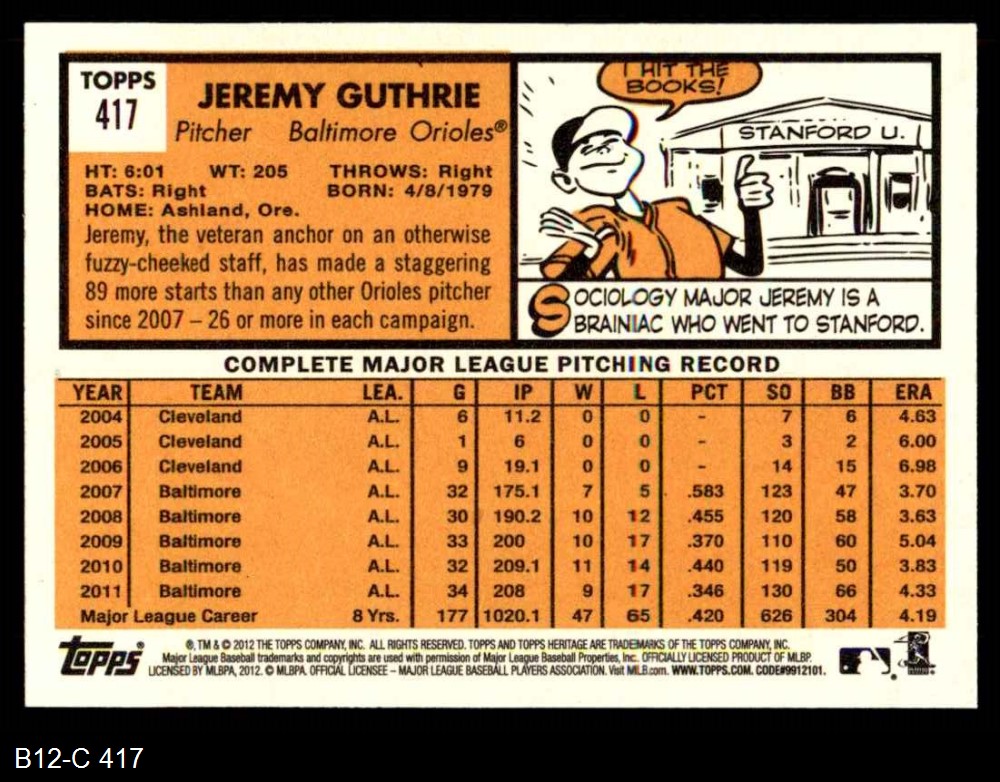 TOPPS
417
JEREMY GUTHRIE
Pitcher Baltimore Orioles®
HT: 6:01 WT: 205 THROWS: Right
BATS: Right BORN: 4/8/1979
HOME: Ashland, Ore.
Jeremy, the veteran anchor on an otherwise
fuzzy-cheeked staff, has made a staggering
89 more starts than any other Orioles pitcher
since 2007 – 26 or more in each campaign.
I HIT THE
BOOKS!
STANFORD U.
SOCIOLOGY MAJOR JEREMY IS A
BRAINIAC WHO WENT TO STANFORD.
COMPLETE MAJOR LEAGUE PITCHING RECORD
YEAR TEAM LEA. G IP W L PCT SO BB ERA
2004 Cleveland A.L. 6 11.2 0 0 - 7 6 4.63
2005 Cleveland A.L. 1 6 0 0 - 3 2 6.00
2006 Cleveland A.L. 9 19.1 0 0 - 14 15 6.98
2007 Baltimore A.L. 32 175.1 7 5 .583 123 47 3.70
2008 Baltimore A.L. 30 190.2 10 12 .455 120 58 3.63
2009 Baltimore A.L. 33 200 10 17 .370 110 60 5.04
2010 Baltimore A.L. 32 209.1 11 14 .440 119 50 3.83
2011 Baltimore A.L. 34 208 9 17 .346 130 66 4.33
Major League Career 8 Yrs. 177 1020.1 47 65 .420 626 304 4.19
Topps
®, TM & © 2012 THE TOPPS COMPANY, INC. ALL RIGHTS RESERVED. TOPPS AND TOPPS HERITAGE ARE TRADEMARKS OF THE TOPPS COMPANY, INC.
Major League Baseball trademarks and copyrights are used with permission of Major League Baseball Properties, Inc. OFFICIALLY LICENSED PRODUCT OF MLBP.
LICENSED BY MLBPA, 2012. © MLBPA. OFFICIAL LICENSEE – MAJOR LEAGUE BASEBALL PLAYERS ASSOCIATION. Visit MLB.com. WWW.TOPPS.COM. CODE#9912101.
B12-C 417